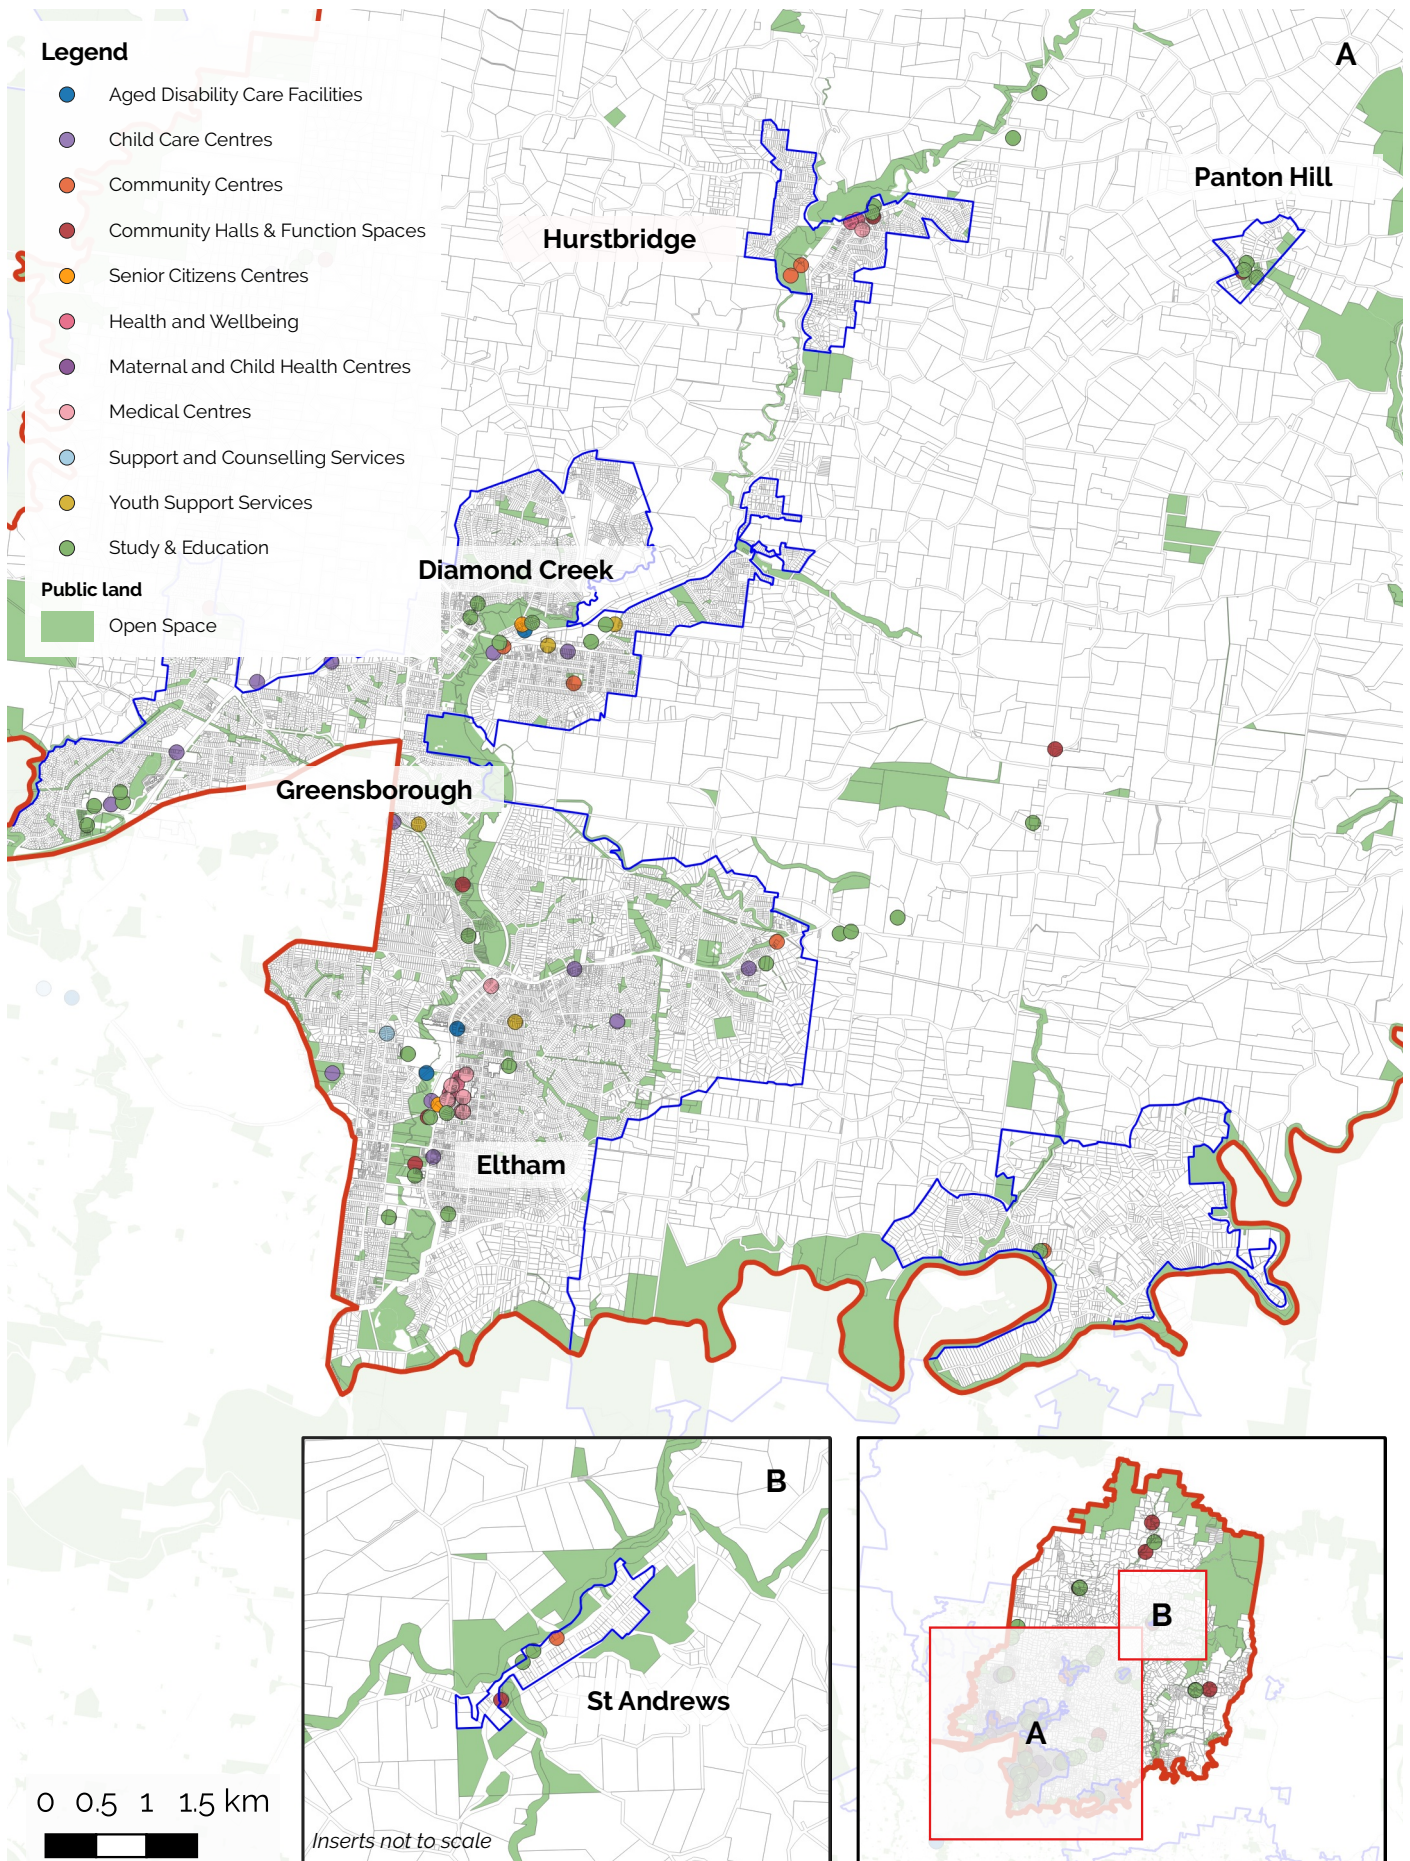 Legend
Aged Disability Care Facilities
Child Care Centres
Community Centres
Community Halls & Function Spaces
Senior Citizens Centres
Health and Wellbeing
Maternal and Child Health Centres
Medical Centres
Support and Counselling Services
Youth Support Services
Study & Education
Public land
Open Space
A
Panton Hill
Hurstbridge
Diamond Creek
Greensborough
Eltham
B
St Andrews
Inserts not to scale
B
A
0 0.5 1 1.5 km